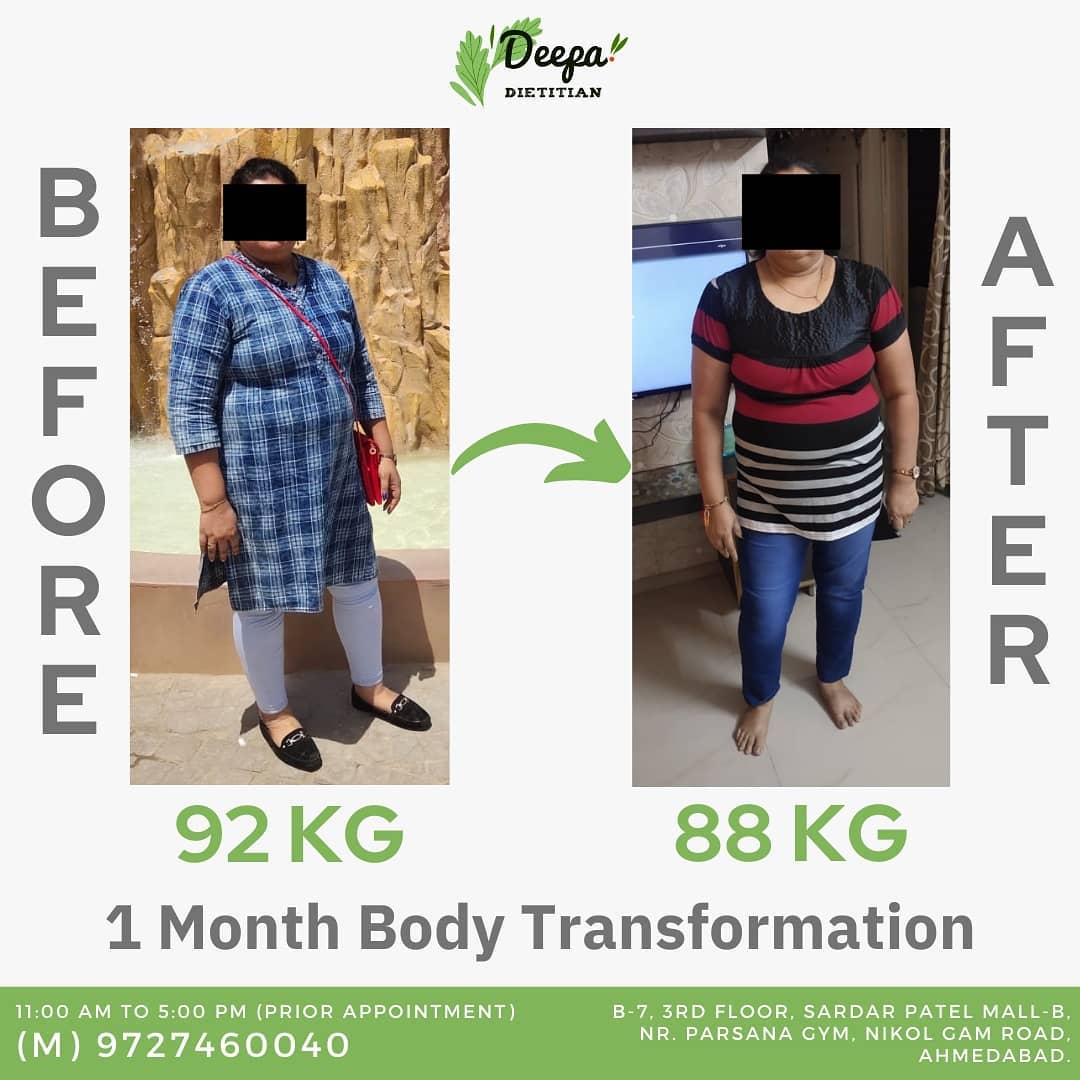 Deepa!
DIETITIAN
BEFORE
AFTER
92 KG
88 KG
1 Month Body Transformation
11:00 AM TO 5:00 PM (PRIOR APPOINTMENT)
(M) 9727460040
B-7, 3RD FLOOR, SARDAR PATEL MALL-B,
NR. PARSANA GYM, NIKOL GAM ROAD,
AHMEDABAD.